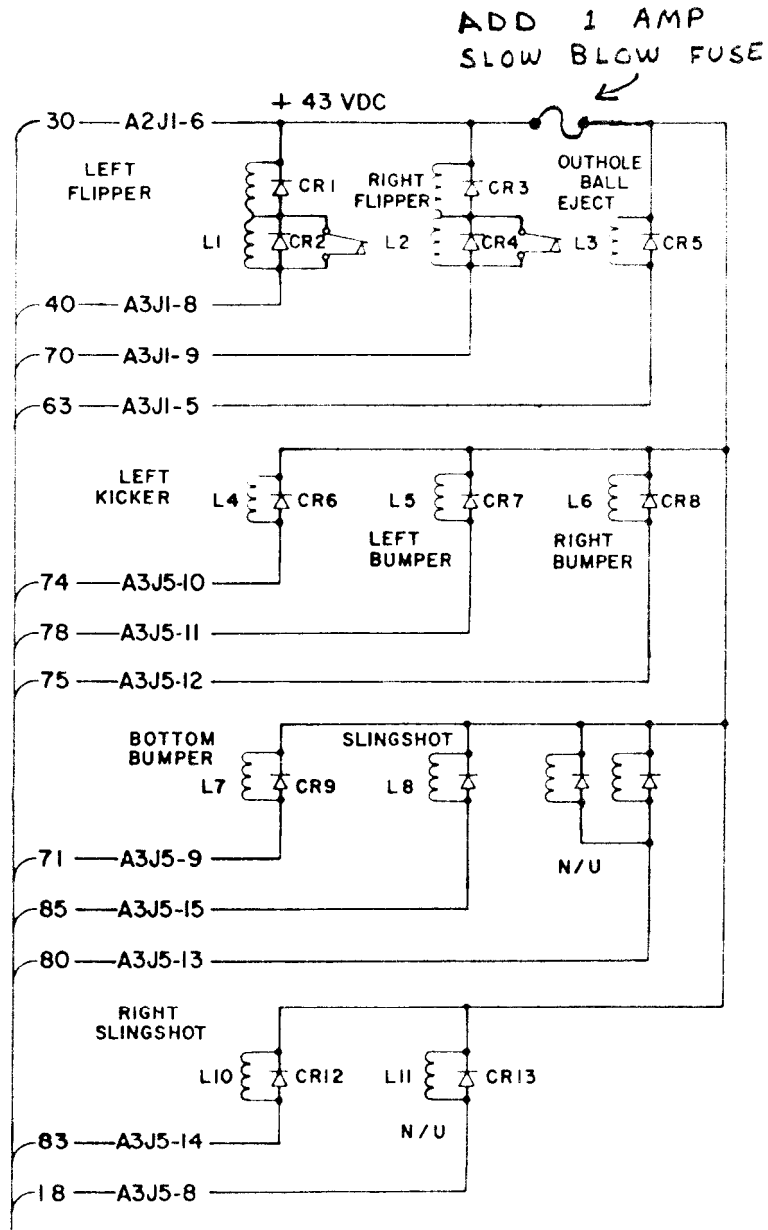 ADD 1 AMP
SLOW BLOW FUSE
+ 43 VDC
30 A2J1-6
LEFT
FLIPPER
CR1
RIGHT
FLIPPER
CR3
OUTHOLE
BALL
EJECT
L1
CR2
L2
CR4
L3
CR5
40 A3J1-8
70 A3J1-9
63 A3J1-5
LEFT
KICKER
L4
CR6
L5
CR7
L6
CR8
LEFT
BUMPER
RIGHT
BUMPER
74 A3J5-10
78 A3J5-11
75 A3J5-12
BOTTOM
BUMPER
SLINGSHOT
L7
CR9
L8
71 A3J5-9
N/U
85 A3J5-15
80 A3J5-13
RIGHT
SLINGSHOT
L10
CR12
L11
CR13
N/U
83 A3J5-14
18 A3J5-8